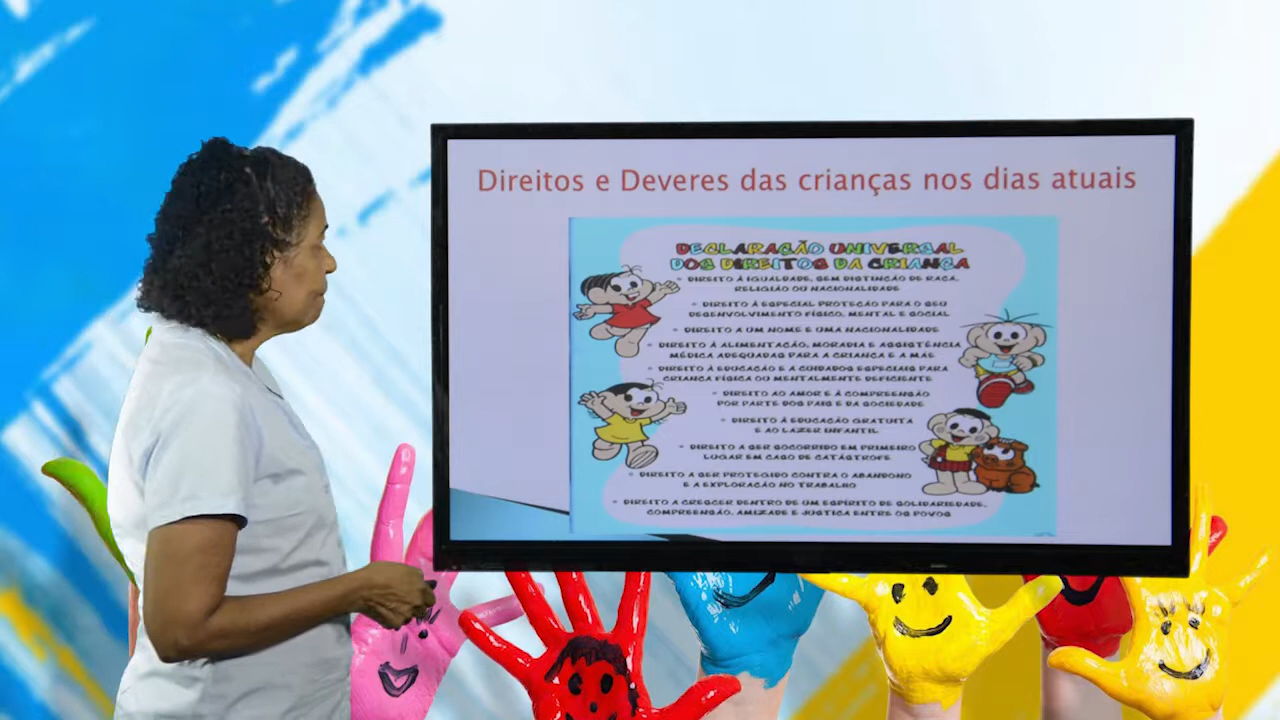 Direitos e Deveres das crianças nos dias atuais
DECLARAÇÃO UNIVERSAL
DOS DIREITOS DA CRIANÇA
DIREITO À IGUALDADE, SEM DISTINÇÃO DE RAÇA,
RELIGIÃO OU NACIONALIDADE
DIREITO À ESPECIAL PROTEÇÃO PARA O SEU
DESENVOLVIMENTO FÍSICO, MENTAL E SOCIAL
DIREITO A UM NOME E UMA NACIONALIDADE
DIREITO À ALIMENTAÇÃO, MORADIA E ASSISTÊNCIA
MÉDICA ADEQUADAS PARA A CRIANÇA E A MÃE
DIREITO À EDUCAÇÃO E A CUIDADOS ESPECIAIS PARA
CRIANÇA FÍSICA OU MENTALMENTE DEFICIENTE
DIREITO AO AMOR E À COMPREENSÃO
POR PARTE DOS PAIS E DA SOCIEDADE
DIREITO À EDUCAÇÃO GRATUITA
E AO LAZER INFANTIL
DIREITO A SER SOCORRIDO EM PRIMEIRO
LUGAR EM CASO DE CATÁSTROFE
DIREITO A SER PROTEGIDO CONTRA O ABANDONO
E A EXPLORAÇÃO NO TRABALHO
DIREITO A CRESCER DENTRO DE UM ESPÍRITO DE SOLIDARIEDADE,
COMPREENSÃO, AMIZADE E JUSTIÇA ENTRE OS POVOS